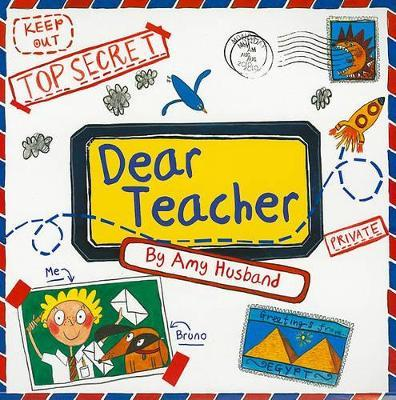 KEEP
OUT
TOP SECRET
Dear
Teacher
By Amy Husband
PRIVATE
Me
Bruno
Greetings from
EGYPT